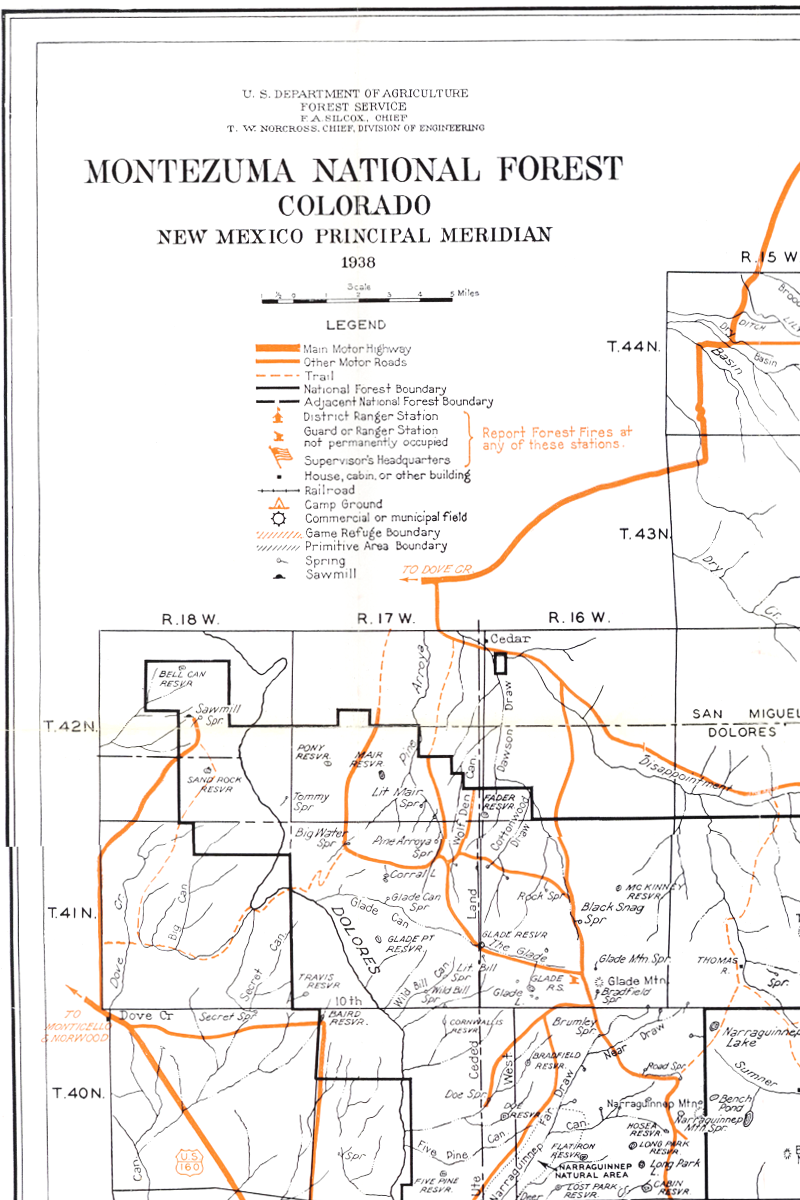 U. S. DEPARTMENT OF AGRICULTURE
FOREST SERVICE
F. A. SILCOX, CHIEF
T. W. NORCROSS, CHIEF, DIVISION OF ENGINEERING
MONTEZUMA NATIONAL FOREST
COLORADO
NEW MEXICO PRINCIPAL MERIDIAN
1938
Scale
1 ½ 0 1 2 3 4 5 Miles
LEGEND
Main Motor Highway
Other Motor Roads
Trail
National Forest Boundary
Adjacent National Forest Boundary
District Ranger Station
Guard or Ranger Station
not permanently occupied
Supervisor's Headquarters
Report Forest Fires at
any of these stations.
House, cabin, or other building
Railroad
Camp Ground
Commercial or municipal field
Game Refuge Boundary
Primitive Area Boundary
Spring
Sawmill
R. 15 W
T. 44 N.
Dry
DITCH
LILY
Basin
Basin
T. 43 N.
Dry
Cr.
TO DOVE CR.
R. 18 W.
R. 17 W.
R. 16 W.
Cedar
BELL CAN
RESVR
Sawmill
Spr.
Arroya
Draw
Dawson
SAN MIGUEL
T. 42 N.
DOLORES
PONY
RESVR.
MAIR
RESVR.
Pine
Can.
SAND ROCK
RESVR
Tommy
Spr
Lit Mair
Spr
FADER
RESVR.
Disappointment
Big Water
Spr
Pine Arroya
Spr
Wolf Den
Cottonwood
Draw
Corral L
Glade Can
Spr
Rock Spr
MC KINNEY
RESVR.
Black Snag
Spr
T. 41 N.
Cr.
Big
Can
DOLORES
Glade Can
Land
GLADE PT
RESVR.
GLADE RESVR
The Glade
Glade Mtn Spr.
THOMAS
R.
Spr.
Can.
Secret
Dove
TRAVIS
RESVR
Wild Bill Can
Lit. Bill
Spr
Wild Bill
Spr
GLADE
R.S.
Glade
L.
Glade Mtn.
Bradfield
Spr
10 th
TO
MONTICELLO
& NORWOOD
Dove Cr
Secret Spr.
BAIRD
RESVR.
CORNWALLIS
RESVR
Brumley
Spr.
Near Draw
Narraguinnep
Lake
Ceded
West
BRADFIELD
RESVR.
Road Spr.
Sumner
T. 40 N.
Doe Spr.
DOE
RESVR.
Far Draw
Narraguinnep Mtn.
Bench
Pond
Narraguinnep
Mtn Spr.
Can.
Can.
HOSEA
RESVR
LONG PARK
RESVR
Five Pine
FLATIRON
RESVR
Narraguinnep
NARRAGUINNEP
NATURAL AREA
Long Park
L.
U.S.
160
Can
Spr.
FIVE PINE
RESVR.
Deer
LOST PARK
RESVR.
CABIN
RESVR